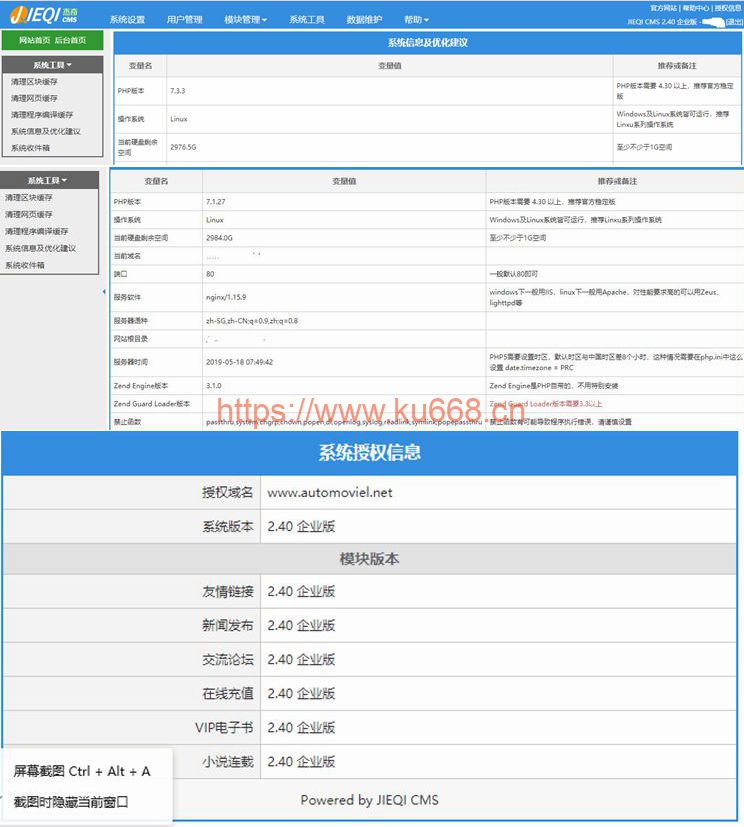 JIEQI CMS 杰奇
系统设置 用户管理 模块管理 系统工具 数据维护 帮助
官方网站 | 帮助中心 | 授权信息
JIEQI CMS 2.40 企业版 - [退出]
网站首页 后台首页
系统工具
清理区块缓存
清理网页缓存
清理程序编译缓存
系统信息及优化建议
系统收件箱
系统信息及优化建议
变量名 变量值 推荐或备注
PHP版本 7.3.3 PHP版本需要 4.30 以上，推荐官方稳定
版
操作系统 Linux Windows及Linux系统皆可运行，推荐
Linxu系列操作系统
当前硬盘剩余
空间 2976.5G 至少不少于1G空间
系统工具
清理区块缓存
清理网页缓存
清理程序编译缓存
系统信息及优化建议
系统收件箱
变量名 变量值 推荐或备注
PHP版本 7.1.27 PHP版本需要 4.30 以上，推荐官方稳定版
操作系统 Linux Windows及Linux系统皆可运行，推荐Linxu系列操作系统
当前硬盘剩余空间 2984.0G 至少不少于1G空间
当前域名
端口 80 一般默认80即可
服务软件 nginx/1.15.9 windows下一般用IIS，linux下一般用Apache，对性能要求高的可以用Zeus、
lighttpd等
服务器语种 zh-SG,zh-CN;q=0.9,zh;q=0.8
网站根目录
服务器时间 2019-05-18 07:49:42 PHP5需要设置时区，默认时区与中国时区差8个小时，这种情况需要在php.ini中这么
设置 date.timezone = PRC
Zend Engine版本 3.1.0 Zend Engine是PHP自带的，不用特别安装
Zend Guard Loader版本 Zend Guard Loader版本需要3.3以上
禁止函数 passthru,system,chgrp,chown,popen,dl,openlog,syslog,readlink,symlink,popepassthru 禁止函数有可能导致程序执行错误，请谨慎设置
https://www.ku668.cn
系统授权信息
授权域名 www.automoviel.net
系统版本 2.40 企业版
模块版本
友情链接 2.40 企业版
新闻发布 2.40 企业版
交流论坛 2.40 企业版
在线充值 2.40 企业版
VIP电子书 2.40 企业版
小说连载 2.40 企业版
屏幕截图 Ctrl + Alt + A
截图时隐藏当前窗口
Powered by JIEQI CMS